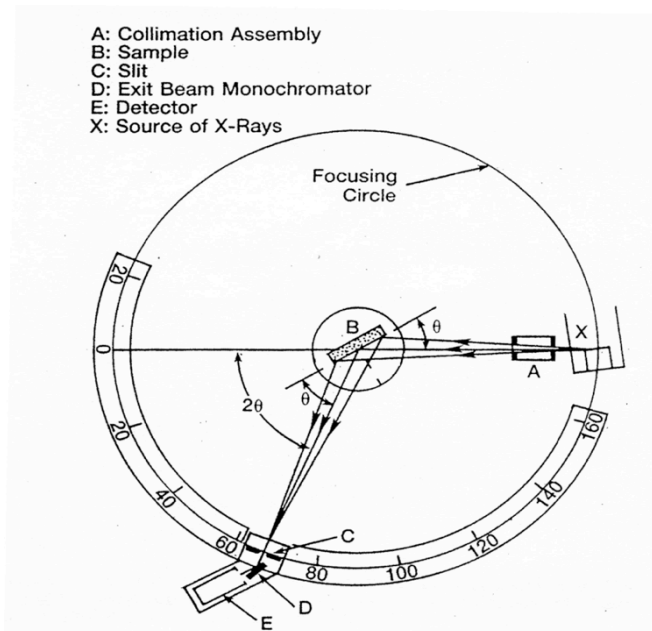 A: Collimation Assembly
B: Sample
C: Slit
D: Exit Beam Monochromator
E: Detector
X: Source of X-Rays
Focusing
Circle
20
B
θ
X
0
A
θ
2θ
160
20
40
140
60
C
120
80
100
D
E